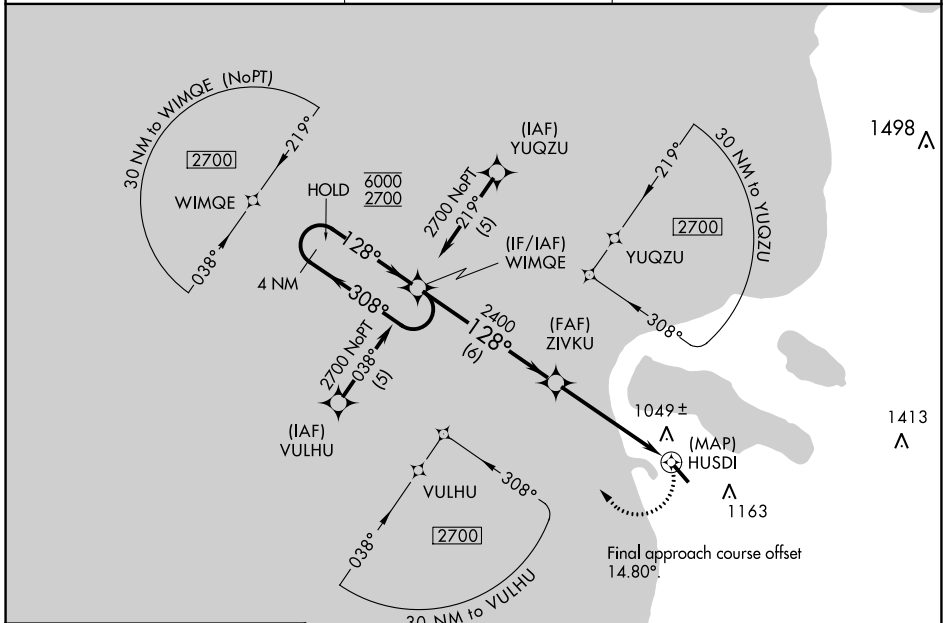 30 NM to WIMQE (NoPT)
219°
2700
WIMQE
038°
HOLD
6000
2700
4 NM
128°
308°
(IAF)
YUQZU
2700 NoPT
219°
(5)
(IF/IAF)
WIMQE
2700 NoPT
038°
(5)
(IAF)
VULHU
2400
128°
(6)
(FAF)
ZIVKU
30 NM to YUQZU
219°
2700
YUQZU
308°
1498
1049±
(MAP)
HUSDI
1413
1163
VULHU
308°
038°
2700
30 NM to VULHU
Final approach course offset
14.80°.